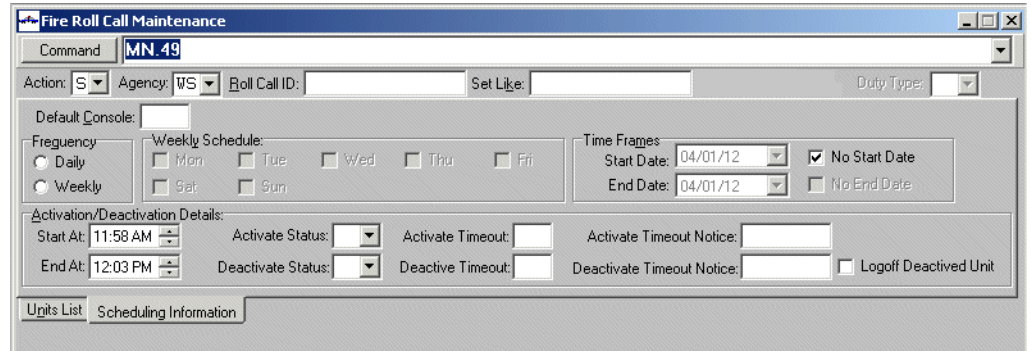 Fire Roll Call Maintenance
Command MN.49
Action: S Agency: WS Roll Call ID: Set Like: Duty Type:
Default Console:
Frequency Weekly Schedule: Time Frames
Daily Mon Tue Wed Thu Fri Start Date: 04/01/12 No Start Date
Weekly Sat Sun End Date: 04/01/12 No End Date
Activation/Deactivation Details:
Start At: 11:58 AM Activate Status: Activate Timeout: Activate Timeout Notice:
End At: 12:03 PM Deactivate Status: Deactive Timeout: Deactivate Timeout Notice: Logoff Deactived Unit
Units List Scheduling Information